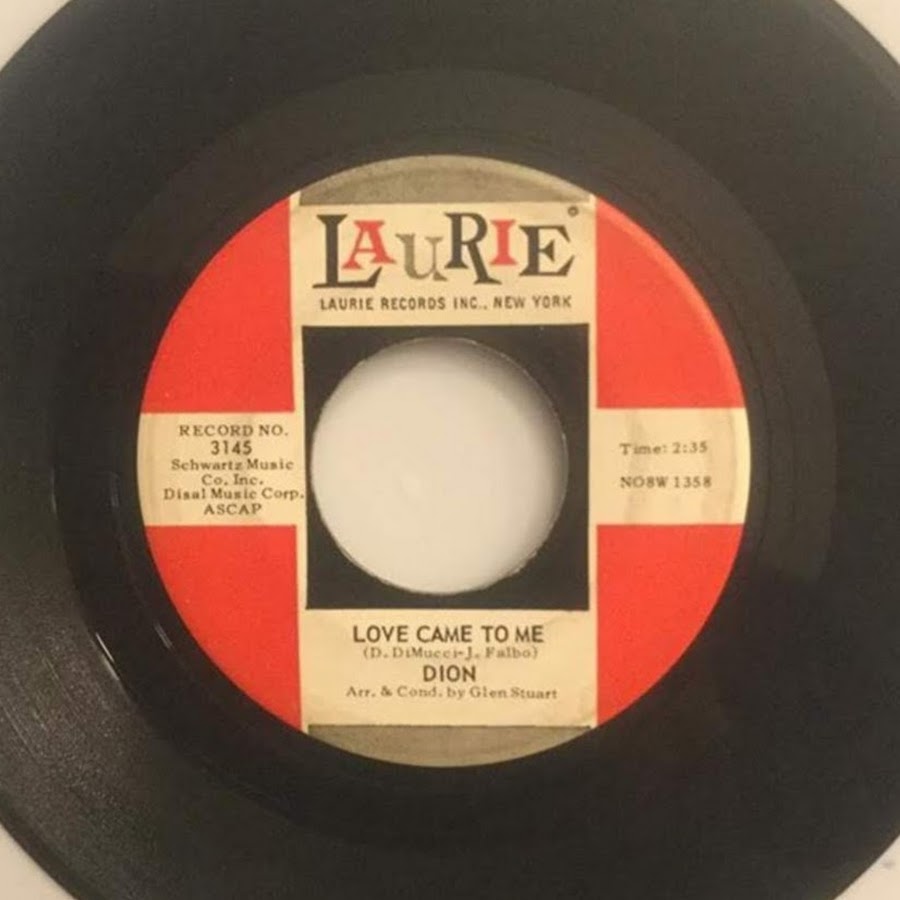 LAURIE®
LAURIE RECORDS INC., NEW YORK
RECORD NO.
3145
Schwartz Music
Co. Inc.
Disal Music Corp.
ASCAP
Time: 2:35
NO8W 1358
LOVE CAME TO ME
(D. DiMucci-J. Falbo)
DION
Arr. & Cond. by Glen Stuart